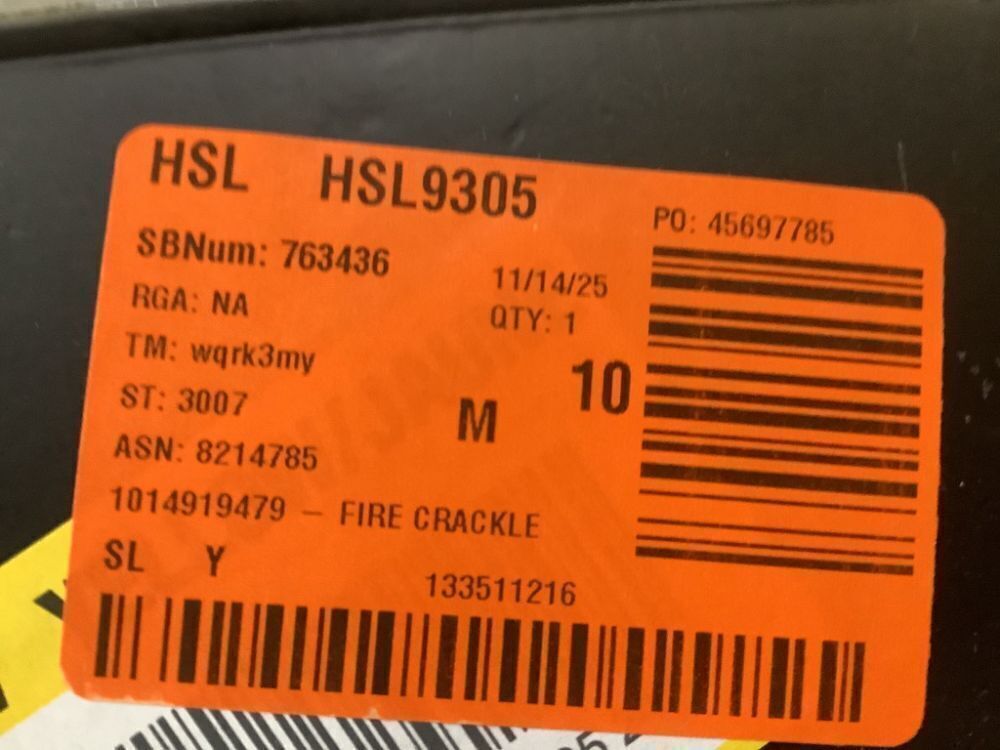 HSL HSL9305
PO: 45697785
SBNum: 763436
11/14/25
RGA: NA
QTY: 1
TM: wqrk3my
10
ST: 3007
M
ASN: 8214785
1014919479 – FIRE CRACKLE
SL Y
133511216